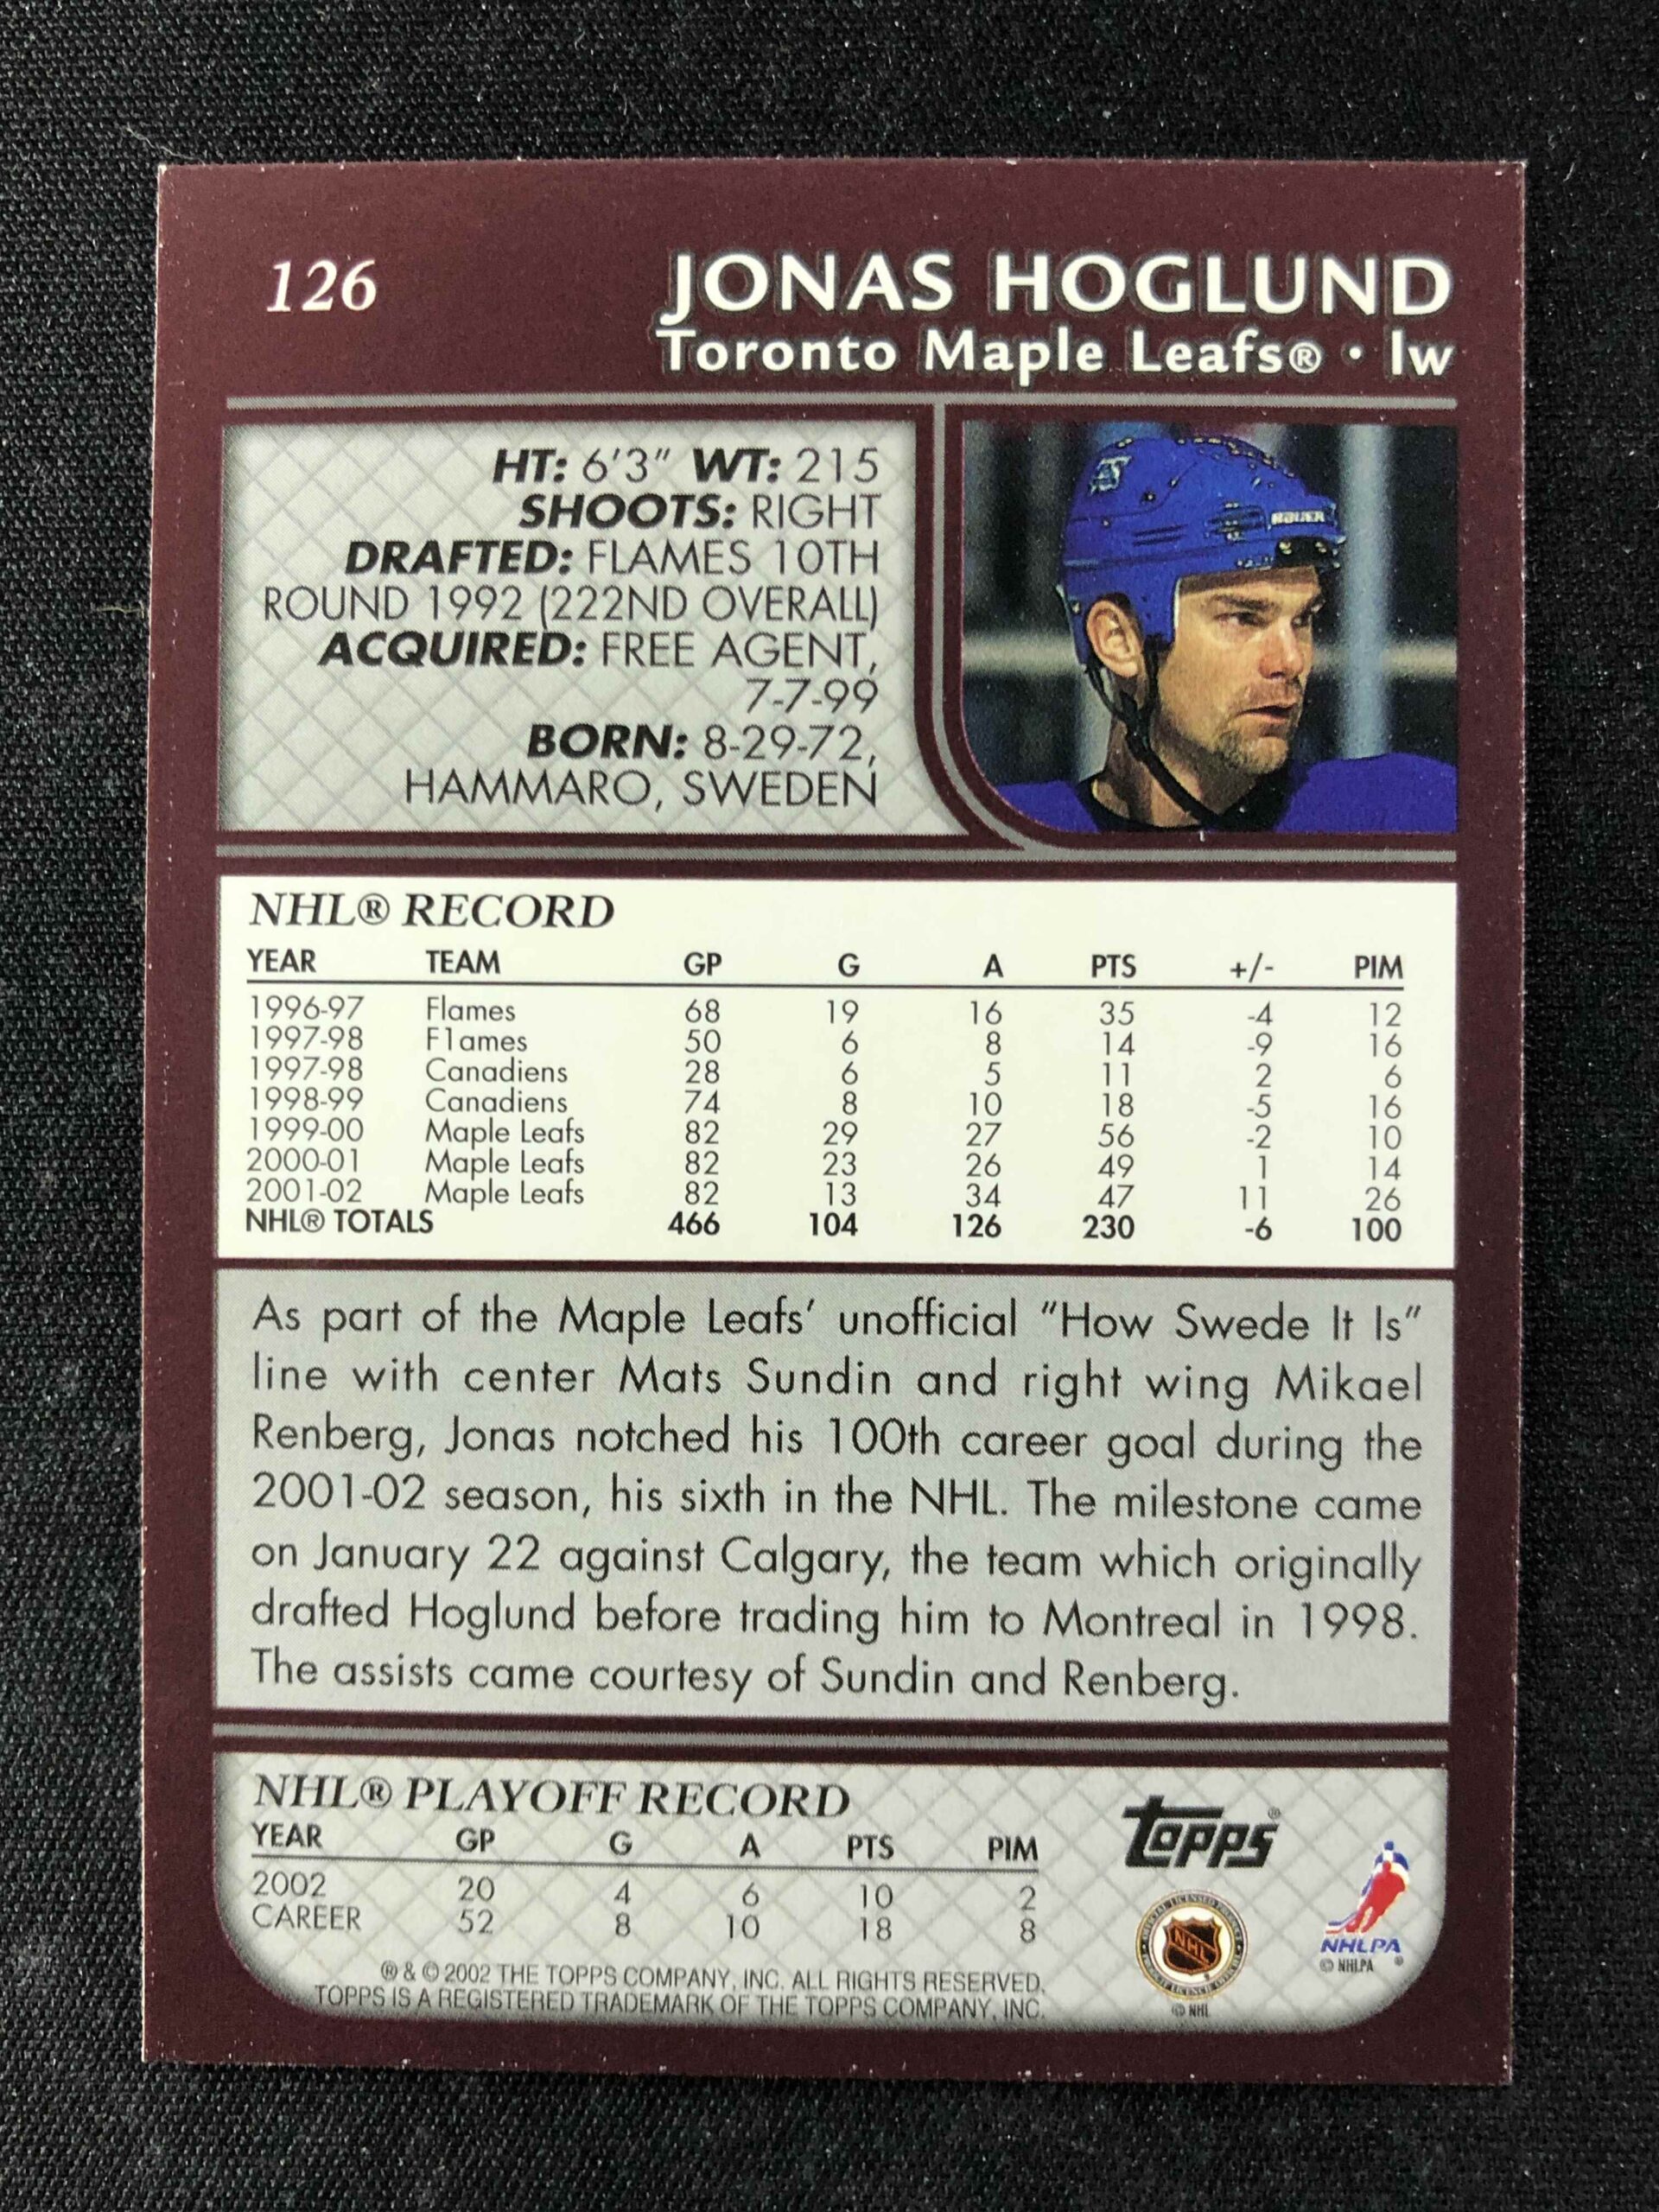 126
JONAS HOGLUND
Toronto Maple Leafs® • lw
HT: 6'3" WT: 215
SHOOTS: RIGHT
DRAFTED: FLAMES 10TH
ROUND 1992 (222ND OVERALL)
ACQUIRED: FREE AGENT,
7-7-99
BORN: 8-29-72,
HAMMARO, SWEDEN
BAUER
NHL® RECORD
YEAR TEAM GP G A PTS +/- PIM
1996-97 Flames 68 19 16 35 -4 12
1997-98 Flames 50 6 8 14 -9 16
1997-98 Canadiens 28 6 5 11 2 6
1998-99 Canadiens 74 8 10 18 -5 16
1999-00 Maple Leafs 82 29 27 56 -2 10
2000-01 Maple Leafs 82 23 26 49 1 14
2001-02 Maple Leafs 82 13 34 47 11 26
NHL® TOTALS 466 104 126 230 -6 100
As part of the Maple Leafs' unofficial "How Swede It Is"
line with center Mats Sundin and right wing Mikael
Renberg, Jonas notched his 100th career goal during the
2001-02 season, his sixth in the NHL. The milestone came
on January 22 against Calgary, the team which originally
drafted Hoglund before trading him to Montreal in 1998.
The assists came courtesy of Sundin and Renberg.
NHL® PLAYOFF RECORD
YEAR GP G A PTS PIM
2002 20 4 6 10 2
CAREER 52 8 10 18 8
® & © 2002 THE TOPPS COMPANY, INC. ALL RIGHTS RESERVED.
TOPPS IS A REGISTERED TRADEMARK OF THE TOPPS COMPANY, INC.
Topps®
NHL
© NHL
NHLPA
© NHLPA ®